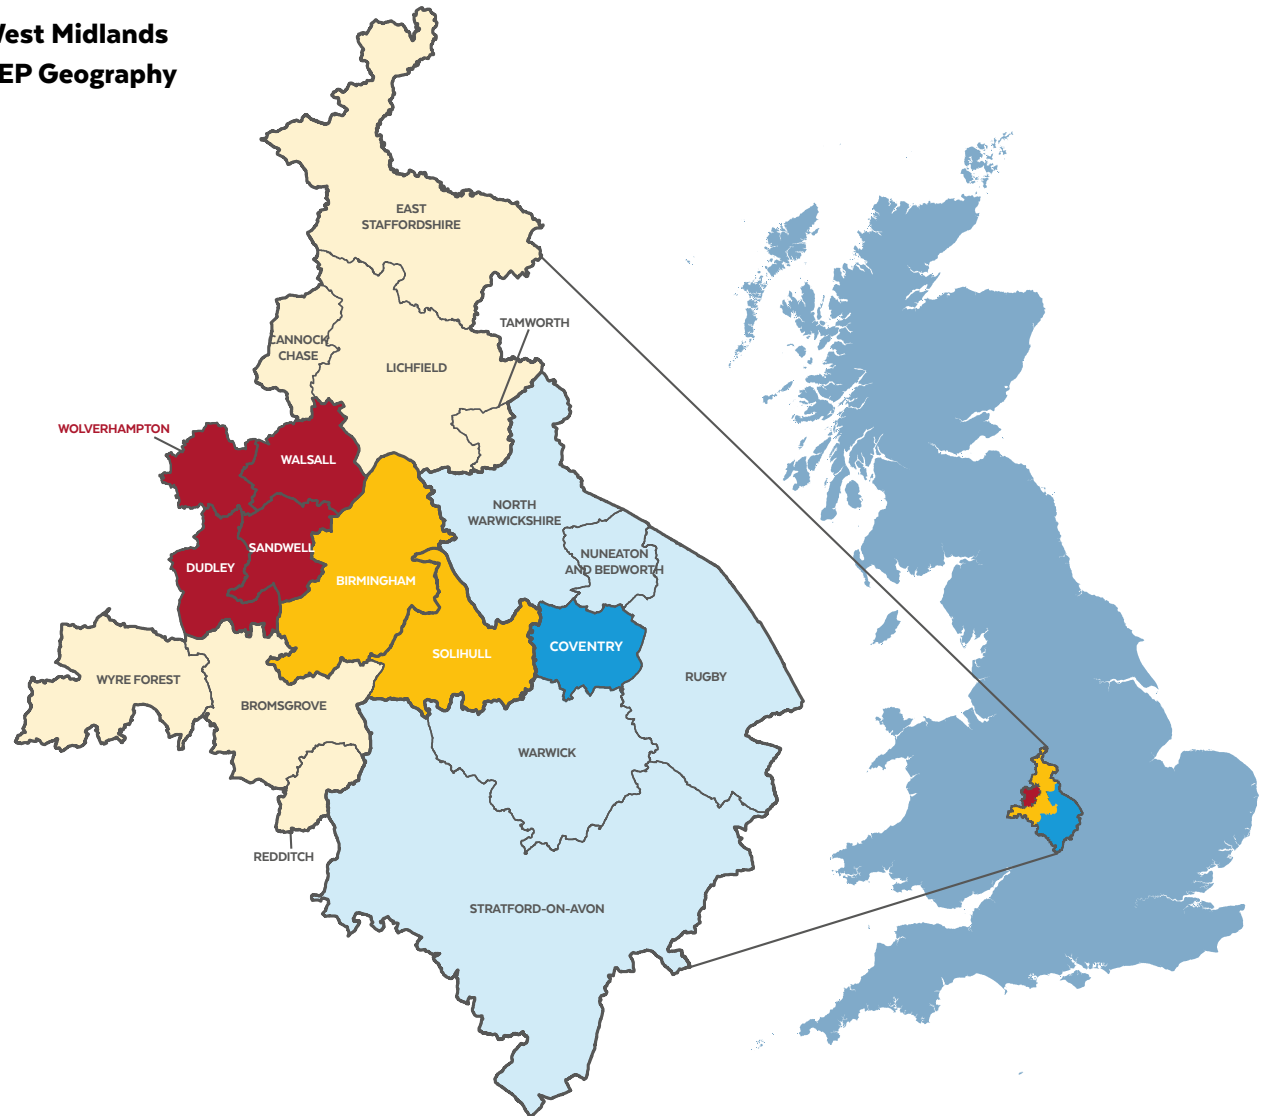 West Midlands
EP Geography
EAST
STAFFORDSHIRE
TAMWORTH
CANNOCK
CHASE
LICHFIELD
WOLVERHAMPTON
WALSALL
NORTH
WARWICKSHIRE
SANDWELL
NUNEATON
AND BEDWORTH
DUDLEY
BIRMINGHAM
COVENTRY
SOLIHULL
RUGBY
WYRE FOREST
BROMSGROVE
WARWICK
REDDITCH
STRATFORD-ON-AVON